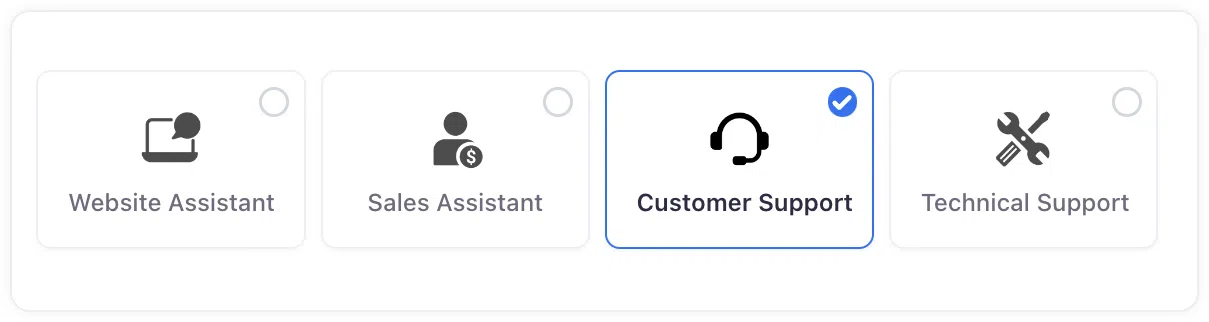 Website Assistant
Sales Assistant
Customer Support
Technical Support